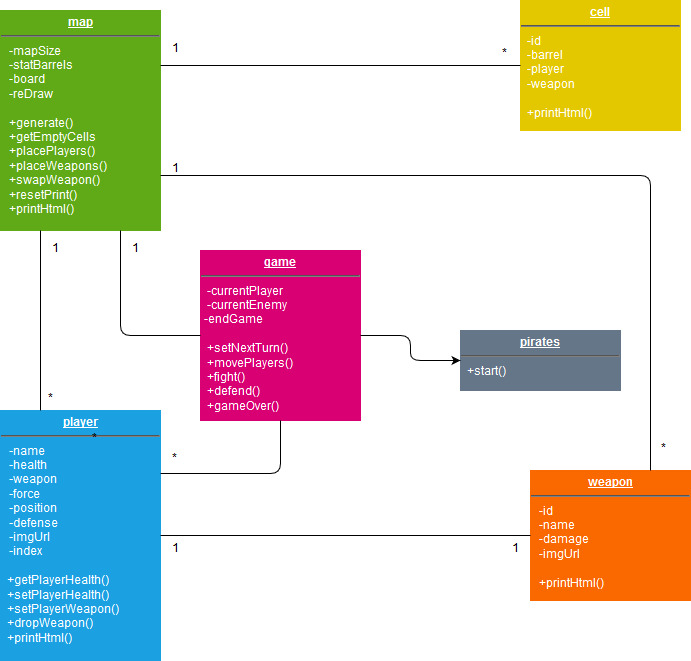 map
-mapSize
-statBarrels
-board
-reDraw
+generate()
+getEmptyCells
+placePlayers()
+placeWeapons()
+swapWeapon()
+resetPrint()
+printHtml()
1
*
cell
-id
-barrel
-player
-weapon
+printHtml()
1
1
1
game
-currentPlayer
-currentEnemy
-endGame
+setNextTurn()
+movePlayers()
+fight()
+defend()
+gameOver()
pirates
+start()
*
player
*
-name
-health
-weapon
-force
-position
-defense
-imgUrl
-index
+getPlayerHealth()
+setPlayerHealth()
+setPlayerWeapon()
+dropWeapon()
+printHtml()
*
*
weapon
-id
-name
-damage
-imgUrl
+printHtml()
1
1